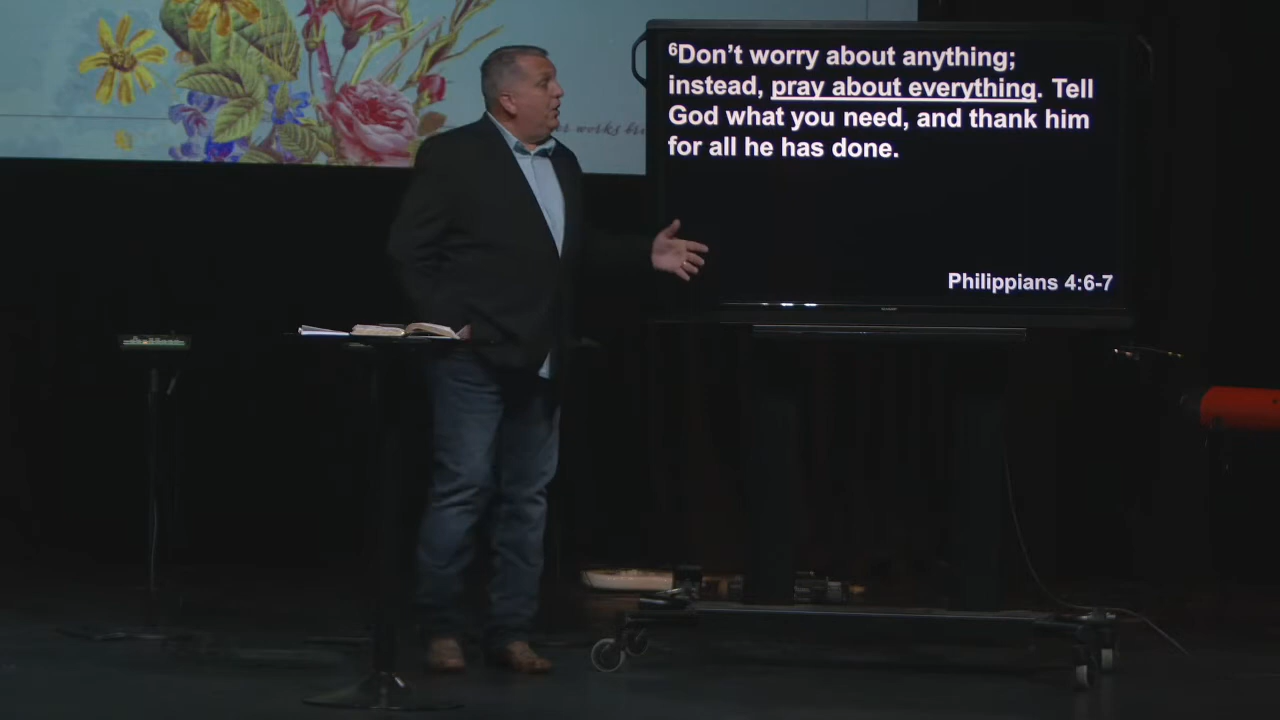 ⁶Don't worry about anything;
instead, pray about everything. Tell
God what you need, and thank him
for all he has done.
Philippians 4:6-7
works